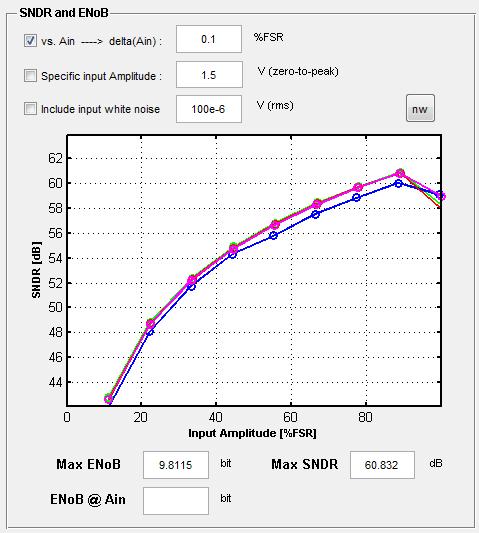 SNDR and ENoB
vs. Ain ----> delta(Ain) : 0.1 %FSR
Specific input Amplitude : 1.5 V (zero-to-peak)
Include input white noise 100e-6 V (rms)
nw
62
60
58
56
54
52
50
48
46
44
SNDR [dB]
0 20 40 60 80
Input Amplitude [%FSR]
Max ENoB 9.8115 bit Max SNDR 60.832 dB
ENoB @ Ain bit